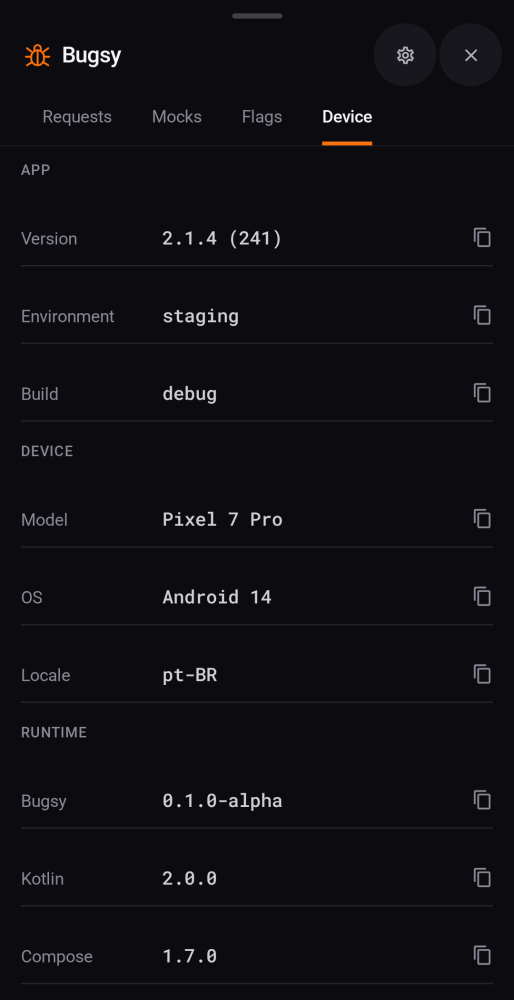 Bugsy
Requests Mocks Flags Device
APP
Version 2.1.4 (241)
Environment staging
Build debug
DEVICE
Model Pixel 7 Pro
OS Android 14
Locale pt-BR
RUNTIME
Bugsy 0.1.0-alpha
Kotlin 2.0.0
Compose 1.7.0